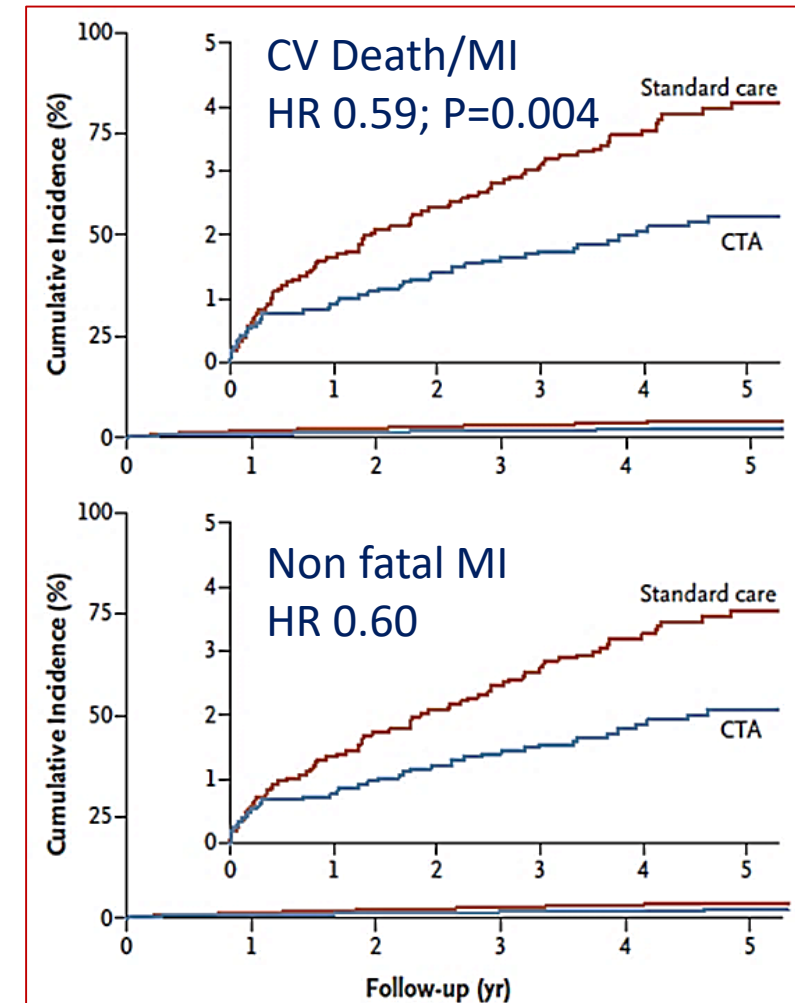 Cumulative Incidence (%)
100
75
50
25
0
5
4
3
2
1
0
CV Death/MI
HR 0.59; P=0.004
Standard care
CTA
0 1 2 3 4 5
0 1 2 3 4 5
Cumulative Incidence (%)
100
75
50
25
0
5
4
3
2
1
0
Non fatal MI
HR 0.60
Standard care
CTA
0 1 2 3 4 5
0 1 2 3 4 5
Follow-up (yr)